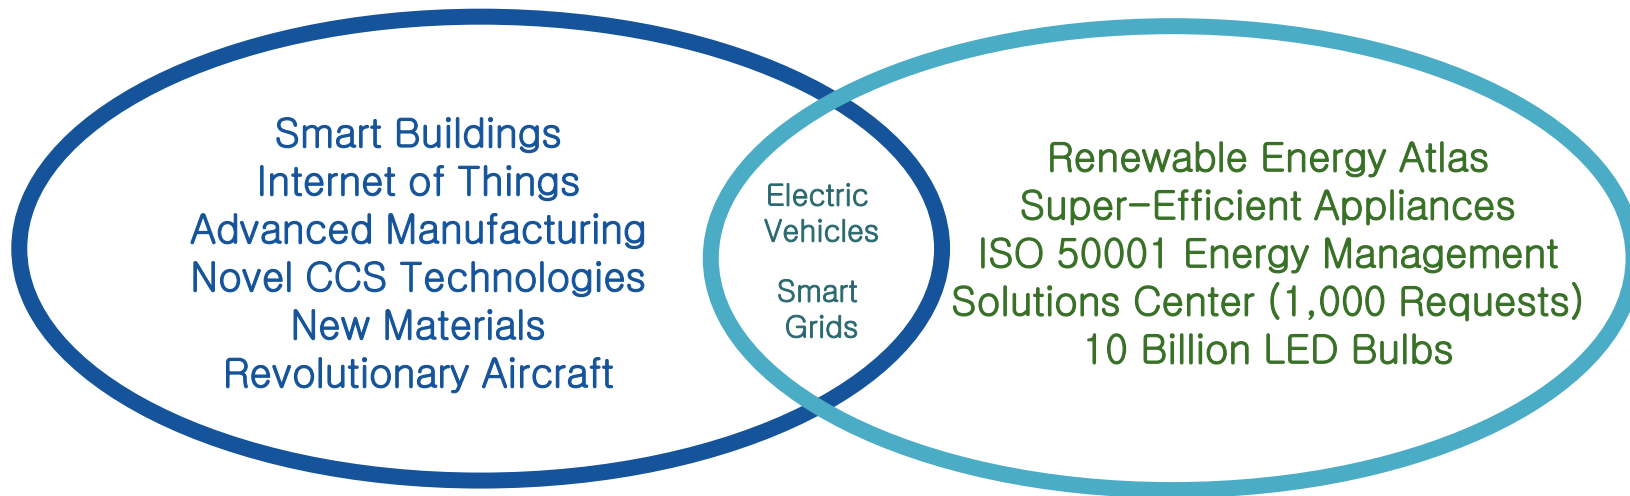 Smart Buildings
Internet of Things
Advanced Manufacturing
Novel CCS Technologies
New Materials
Revolutionary Aircraft
Electric
Vehicles
Smart
Grids
Renewable Energy Atlas
Super-Efficient Appliances
ISO 50001 Energy Management
Solutions Center (1,000 Requests)
10 Billion LED Bulbs